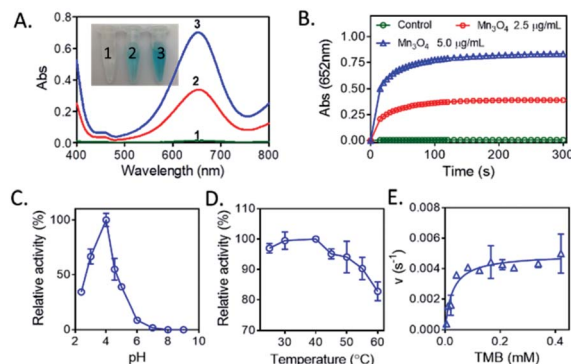 A.
Abs
0.8
0.6
0.4
0.2
0.0
400 500 600 700 800
Wavelength (nm)
1 2 3
3
2
1
B.
Control
Mn₃O₄ 2.5 μg/mL
Mn₃O₄ 5.0 μg/mL
Abs (652nm)
1.00
0.75
0.50
0.25
0.00
0 100 200 300
Time (s)
C.
Relative activity (%)
100
50
0
2 4 6 8 10
pH
D.
Relative activity (%)
110
100
90
80
70
30 40 50 60
Temperature (°C)
E.
v (s⁻¹)
0.008
0.006
0.004
0.002
0.000
0.0 0.2 0.4
TMB (mM)